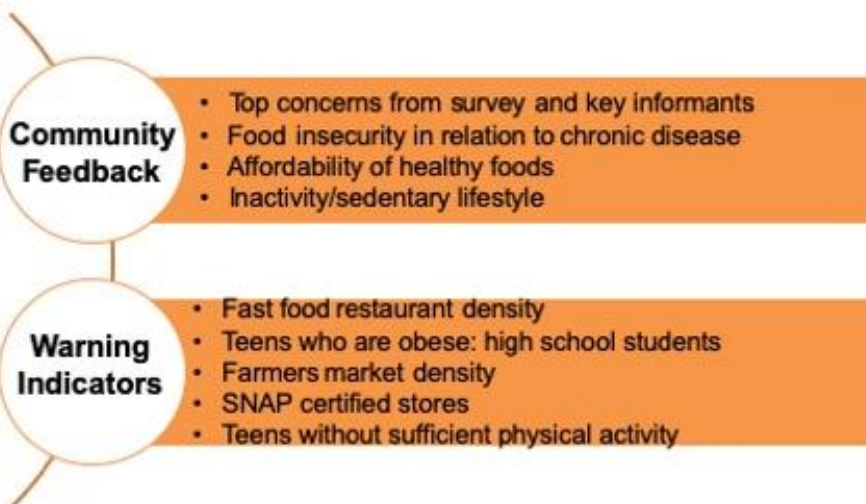 Community
Feedback
• Top concerns from survey and key informants
• Food insecurity in relation to chronic disease
• Affordability of healthy foods
• Inactivity/sedentary lifestyle
Warning
Indicators
• Fast food restaurant density
• Teens who are obese: high school students
• Farmers market density
• SNAP certified stores
• Teens without sufficient physical activity